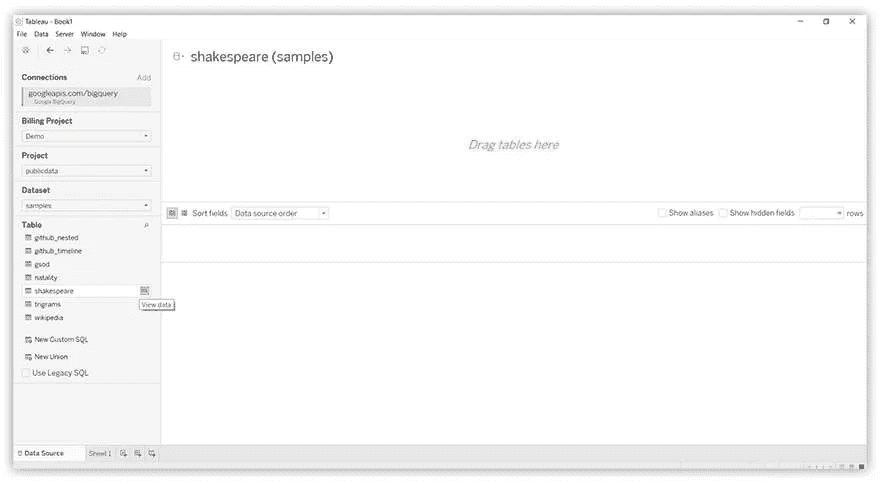 Tableau - Book1
File Data Server Window Help
Connections Add
googleapis.com/bigquery
Google BigQuery
Billing Project
Demo
Project
publicdata
Dataset
samples
Table
github_nested
github_timeline
gsod
natality
shakespeare
View data
trigrams
wikipedia
New Custom SQL
New Union
Use Legacy SQL
shakespeare (samples)
Drag tables here
Sort fields Data source order Show aliases Show hidden fields rows
Data Source Sheet 1